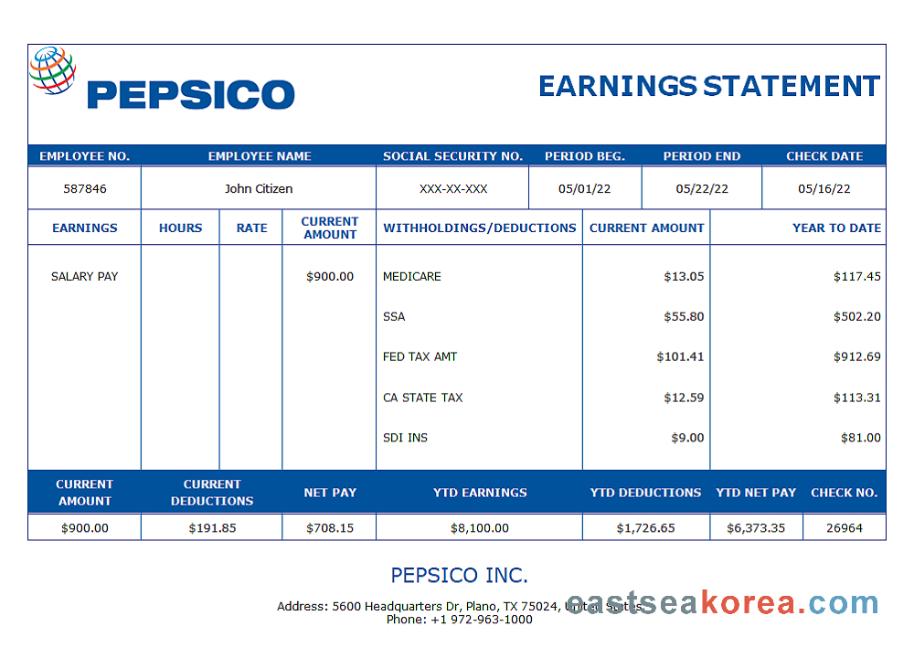 PEPSICO
EARNINGS STATEMENT
EMPLOYEE NO. EMPLOYEE NAME SOCIAL SECURITY NO. PERIOD BEG. PERIOD END CHECK DATE
587846 John Citizen XXX-XX-XXX 05/01/22 05/22/22 05/16/22
EARNINGS HOURS RATE CURRENT AMOUNT WITHHOLDINGS/DEDUCTIONS CURRENT AMOUNT YEAR TO DATE
SALARY PAY $900.00 MEDICARE $13.05 $117.45
SSA $55.80 $502.20
FED TAX AMT $101.41 $912.69
CA STATE TAX $12.59 $113.31
SDI INS $9.00 $81.00
CURRENT AMOUNT CURRENT DEDUCTIONS NET PAY YTD EARNINGS YTD DEDUCTIONS YTD NET PAY CHECK NO.
$900.00 $191.85 $708.15 $8,100.00 $1,726.65 $6,373.35 26964
PEPSICO INC.
Address: 5600 Headquarters Dr, Plano, TX 75024, United States
Phone: +1 972-963-1000
eastseakorea.com